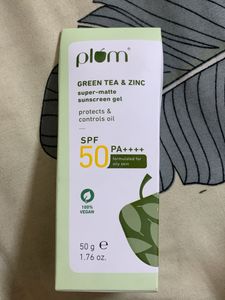 plum
GREEN TEA & ZINC
super-matte
sunscreen gel
protects &
controls oil
SPF
50
PA++++
formulated for
oily skin
100%
VEGAN
50 g ℮
1.76 oz.